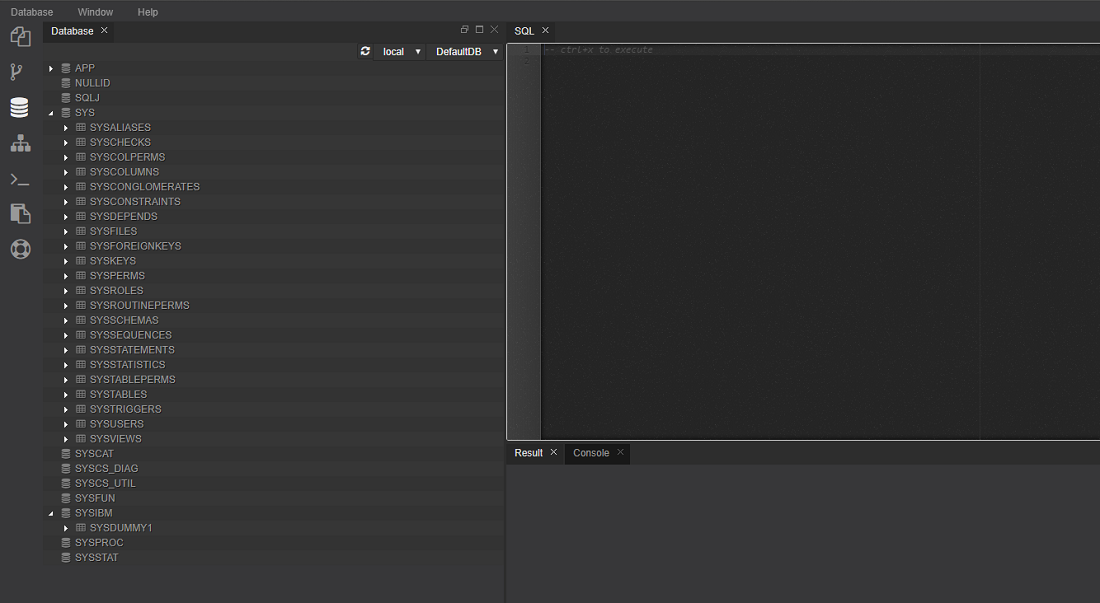 Database Window Help
Database
local DefaultDB
APP
NULLID
SQLJ
SYS
SYSALIASES
SYSCHECKS
SYSCOLPERMS
SYSCOLUMNS
SYSCONGLOMERATES
SYSCONSTRAINTS
SYSDEPENDS
SYSFILES
SYSFOREIGNKEYS
SYSKEYS
SYSPERMS
SYSROLES
SYSROUTINEPERMS
SYSSCHEMAS
SYSSEQUENCES
SYSSTATEMENTS
SYSSTATISTICS
SYSTABLEPERMS
SYSTABLES
SYSTRIGGERS
SYSUSERS
SYSVIEWS
SYSCAT
SYSCS_DIAG
SYSCS_UTIL
SYSFUN
SYSIBM
SYSDUMMY1
SYSPROC
SYSSTAT
SQL
1 -- ctrl+x to execute
2
Result Console